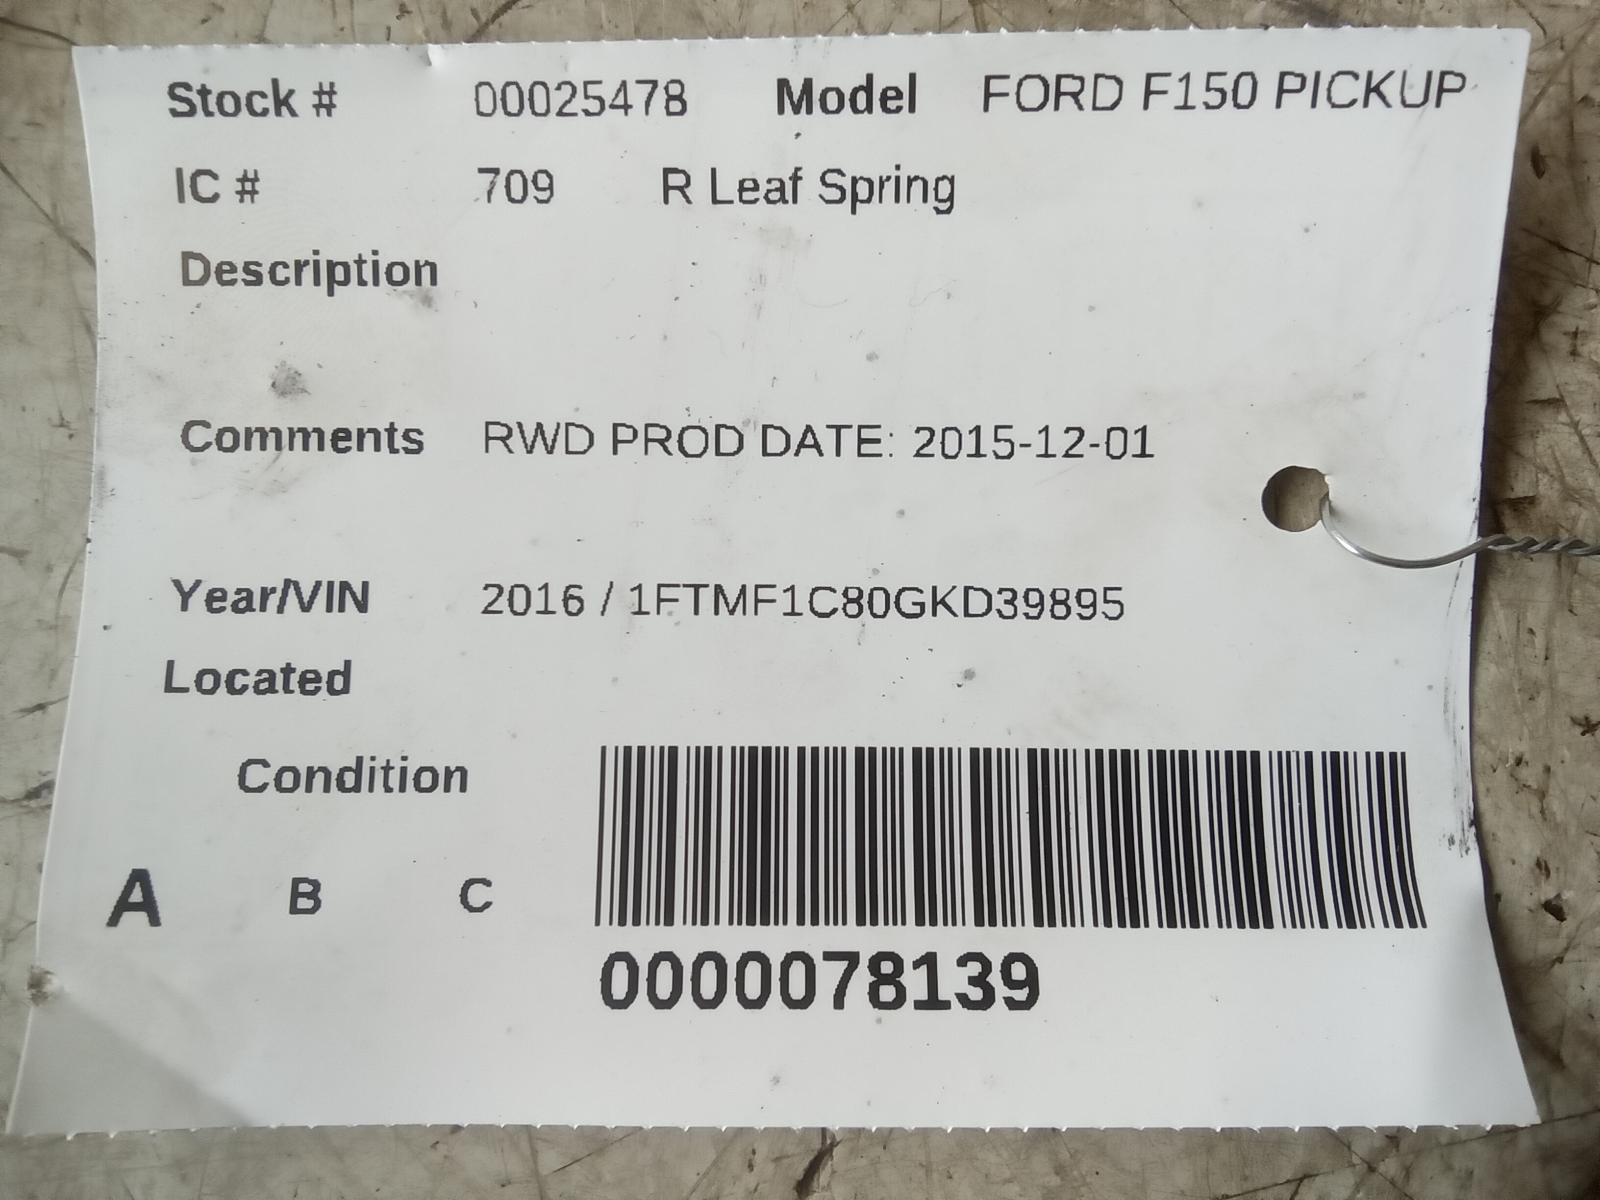 Stock # 00025478 Model FORD F150 PICKUP
IC # 709 R Leaf Spring
Description
Comments RWD PROD DATE: 2015-12-01
Year/VIN 2016 / 1FTMF1C80GKD39895
Located
Condition
A B C
0000078139